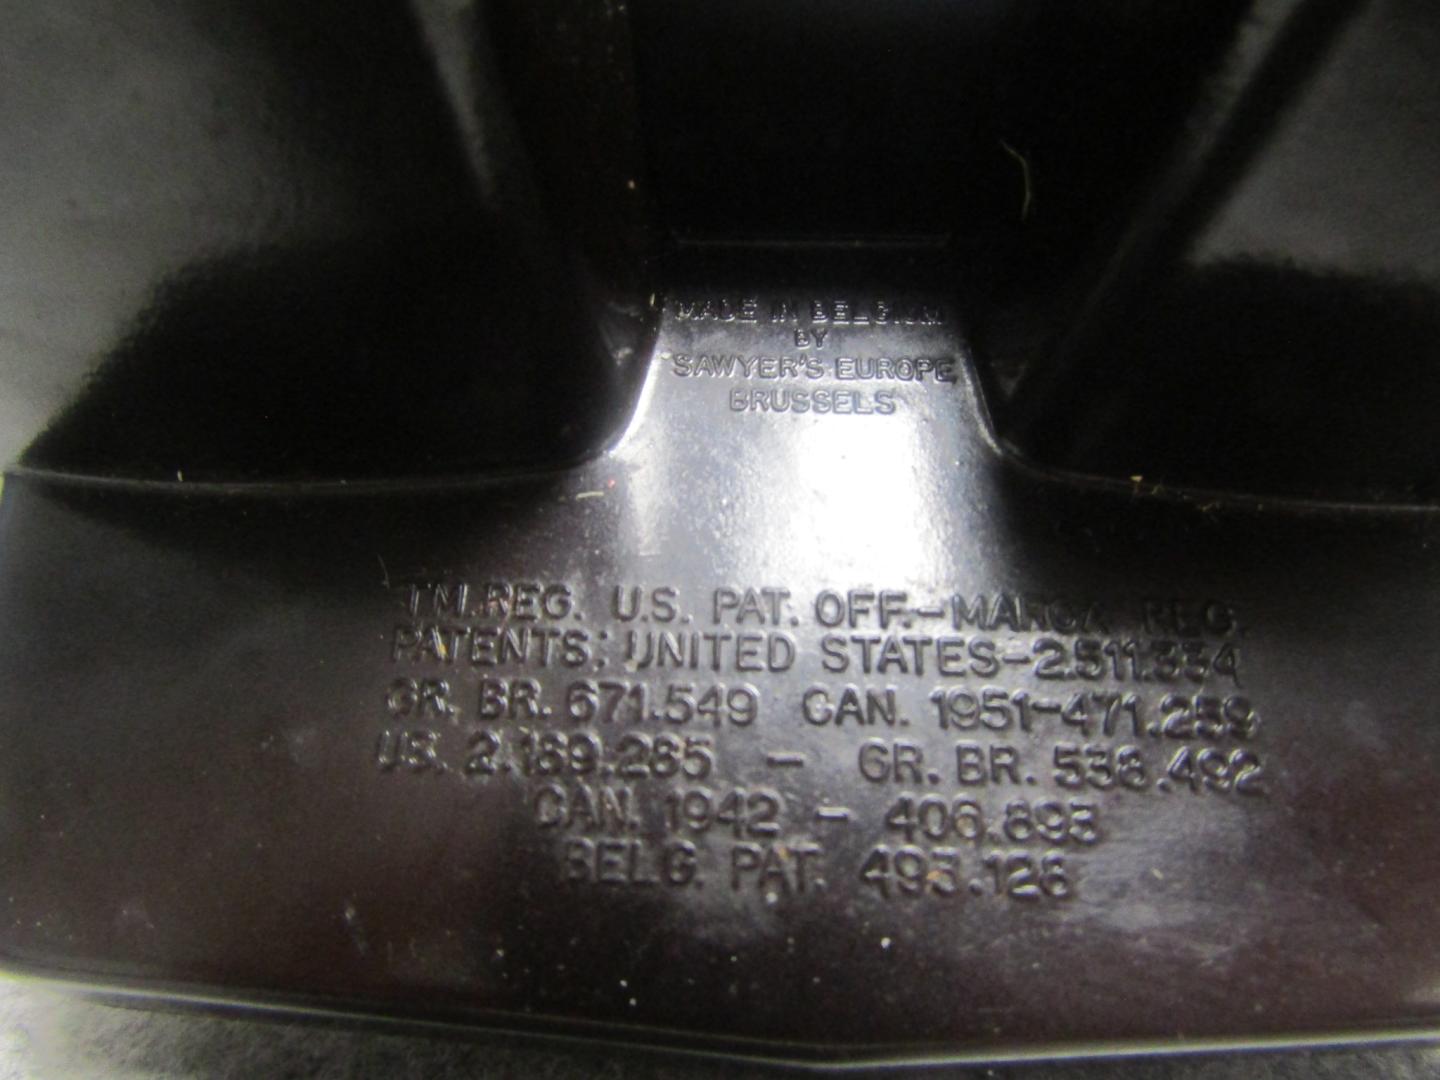 MADE IN BELGIUM
BY
SAWYER'S EUROPE
BRUSSELS
T.M. REG. U.S. PAT. OFF.-MARCA REG.
PATENTS: UNITED STATES-2.511.334
GR. BR. 671.549 CAN. 1951-471.259
US. 2.189.285 - GR. BR. 538.492
CAN. 1942 - 406.893
BELG. PAT. 493.128